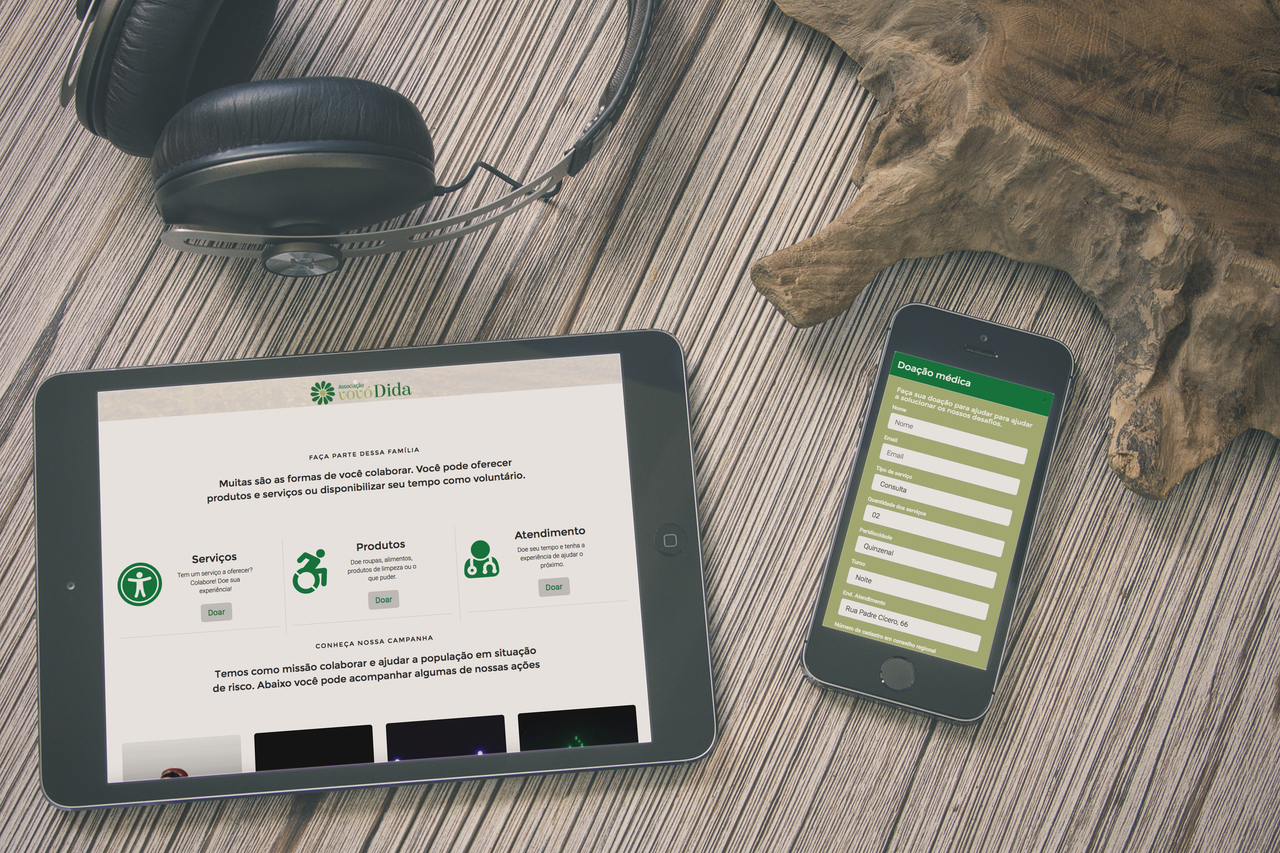 Associação
vovó Dida
FAÇA PARTE DESSA FAMÍLIA
Muitas são as formas de você colaborar. Você pode oferecer
produtos e serviços ou disponibilizar seu tempo como voluntário.
Serviços
Tem um serviço a oferecer?
Colabore! Doe sua
experiência!
Doar
Produtos
Doe roupas, alimentos,
produtos de limpeza ou o
que puder.
Doar
Atendimento
Doe seu tempo e tenha a
experiência de ajudar o
próximo.
Doar
CONHEÇA NOSSA CAMPANHA
Temos como missão colaborar e ajudar a população em situação
de risco. Abaixo você pode acompanhar algumas de nossas ações
Doação médica
Faça sua doação para ajudar para ajudar
a solucionar os nossos desafios.
Nome
Nome
Email
Email
Tipo de serviço
Consulta
Quantidade dos serviços
02
Periodicidade
Quinzenal
Turno
Noite
End. Atendimento
Rua Padre Cícero, 66
Número de cadastro em conselho regional